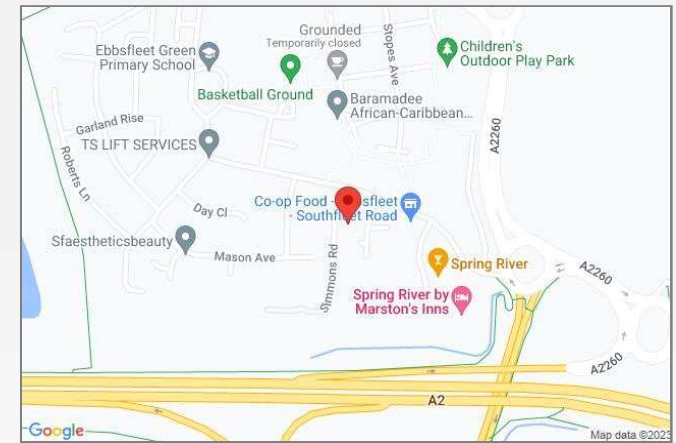 Grounded
Temporarily closed
Stopes Ave
Children's
Outdoor Play Park
Ebbsfleet Green
Primary School
Basketball Ground
Baramadee
African-Caribbean...
A2260
Garland Rise
TS LIFT SERVICES
Roberts Ln
Co-op Food -
- Southfleet Road
Day Cl
Sfaestheticsbeauty
Mason Ave
Simmons Rd
Spring River
A2260
Spring River by
Marston's Inns
A2260
A2
Google
Map data ©2023